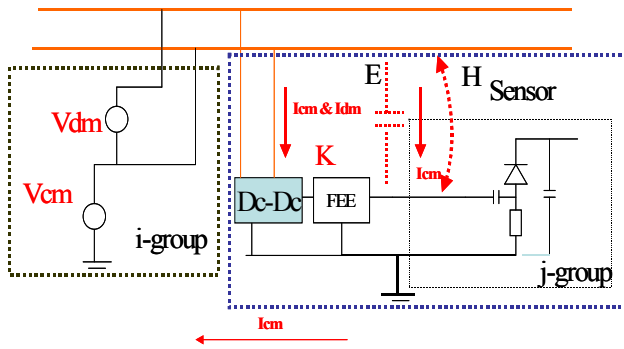 E
H
Sensor
Vdm
Icm & Idm
K
Icm
Vcm
Dc-Dc
FEE
i-group
j-group
Icm